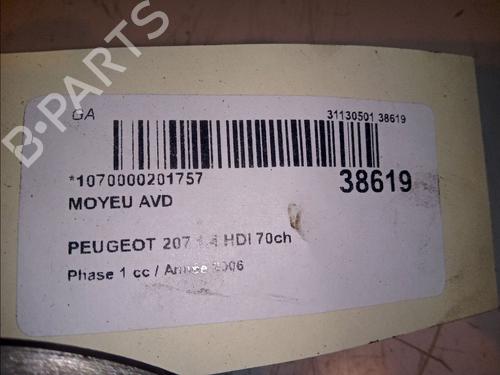 GA
31130501 38619
*1070000201757
38619
MOYEU AVD
PEUGEOT 207 1.4 HDI 70ch
Phase 1 cc / Année 2006
B-PARTS